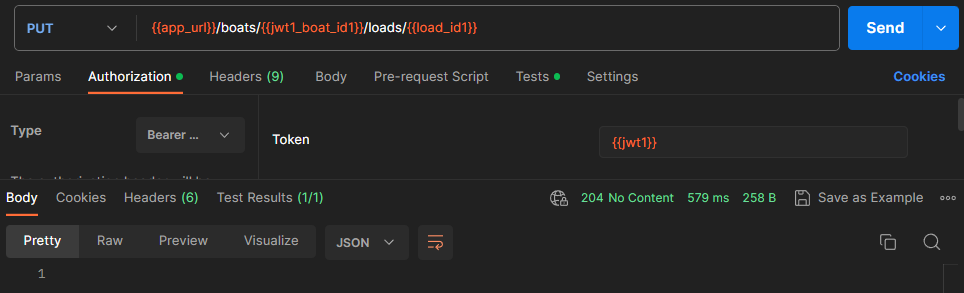 PUT {{app_url}}/boats/{{jwt1_boat_id1}}/loads/{{load_id1}} Send
Params Authorization Headers (9) Body Pre-request Script Tests Settings Cookies
Type Bearer ... Token {{jwt1}}
Body Cookies Headers (6) Test Results (1/1) 204 No Content 579 ms 258 B Save as Example
Pretty Raw Preview Visualize JSON
1